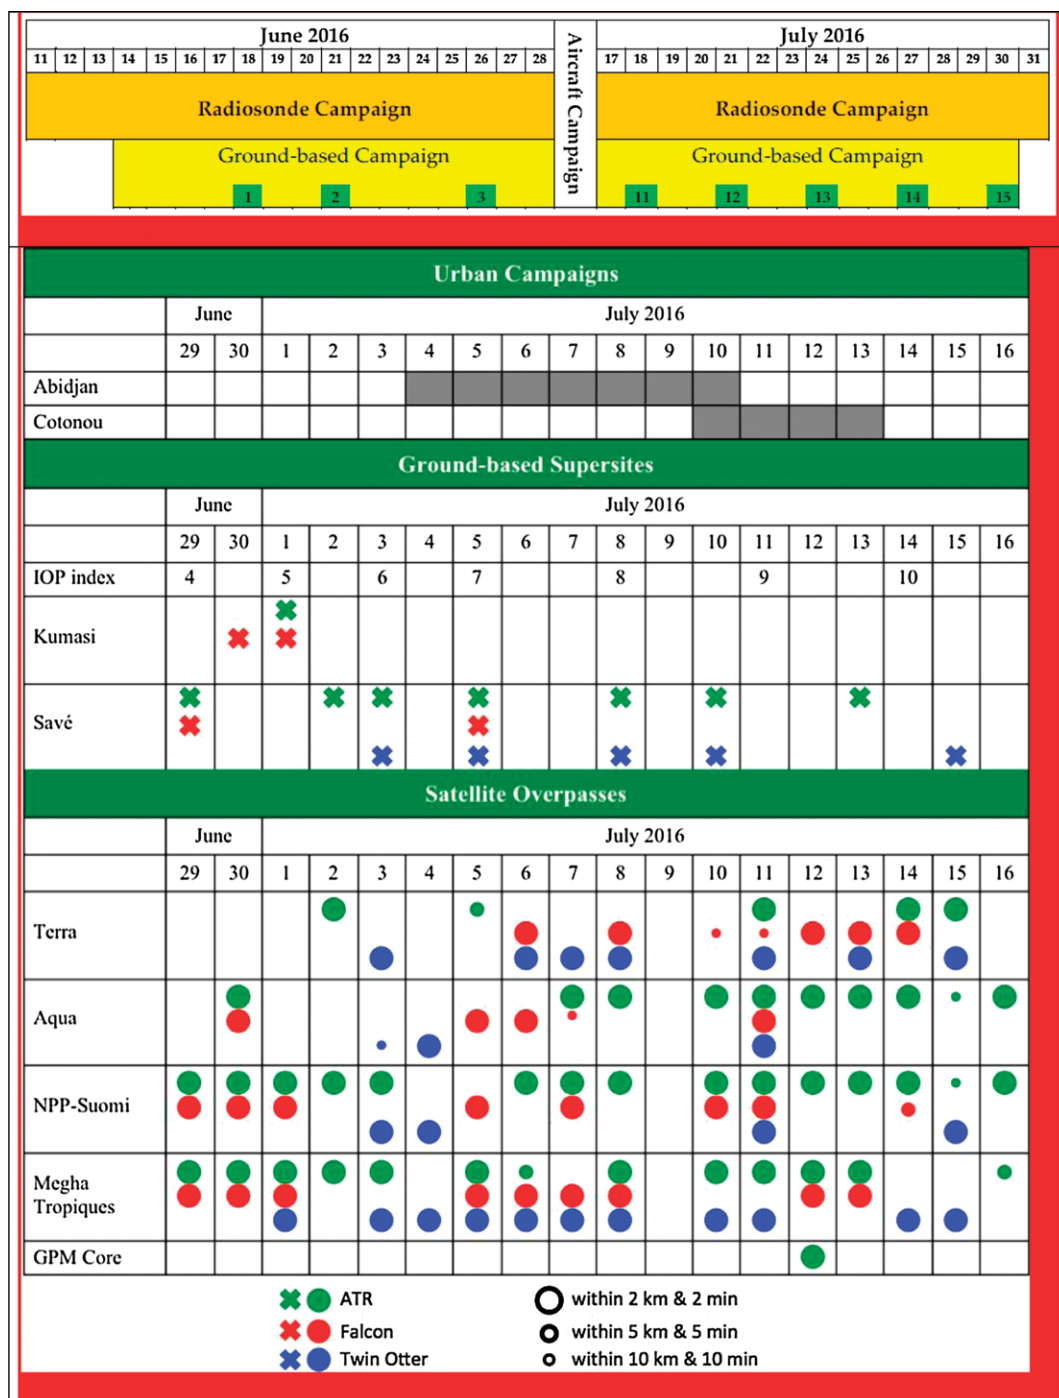 June 2016
July 2016
11 12 13 14 15 16 17 18 19 20 21 22 23 24 25 26 27 28
17 18 19 20 21 22 23 24 25 26 27 28 29 30 31
Aircraft Campaign
Radiosonde Campaign
Radiosonde Campaign
Ground-based Campaign
Ground-based Campaign
1 2 3
11 12 13 14 15
Urban Campaigns
June July 2016
29 30 1 2 3 4 5 6 7 8 9 10 11 12 13 14 15 16
Abidjan
Cotonou
Ground-based Supersites
June July 2016
29 30 1 2 3 4 5 6 7 8 9 10 11 12 13 14 15 16
IOP index 4 5 6 7 8 9 10
Kumasi
Savé
Satellite Overpasses
June July 2016
29 30 1 2 3 4 5 6 7 8 9 10 11 12 13 14 15 16
Terra
Aqua
NPP-Suomi
Megha
Tropiques
GPM Core
ATR within 2 km & 2 min
Falcon within 5 km & 5 min
Twin Otter within 10 km & 10 min